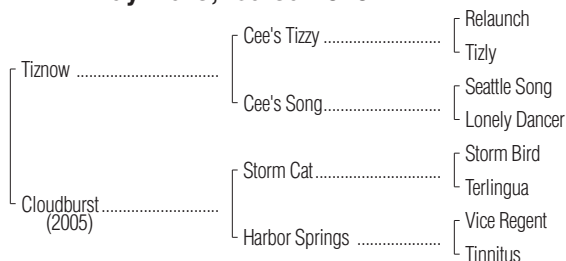 Relaunch
Cee's Tizzy
Tizly
Tiznow
Seattle Song
Cee's Song
Lonely Dancer
Storm Bird
Storm Cat
Terlingua
Cloudburst
(2005)
Vice Regent
Harbor Springs
Tinnitus